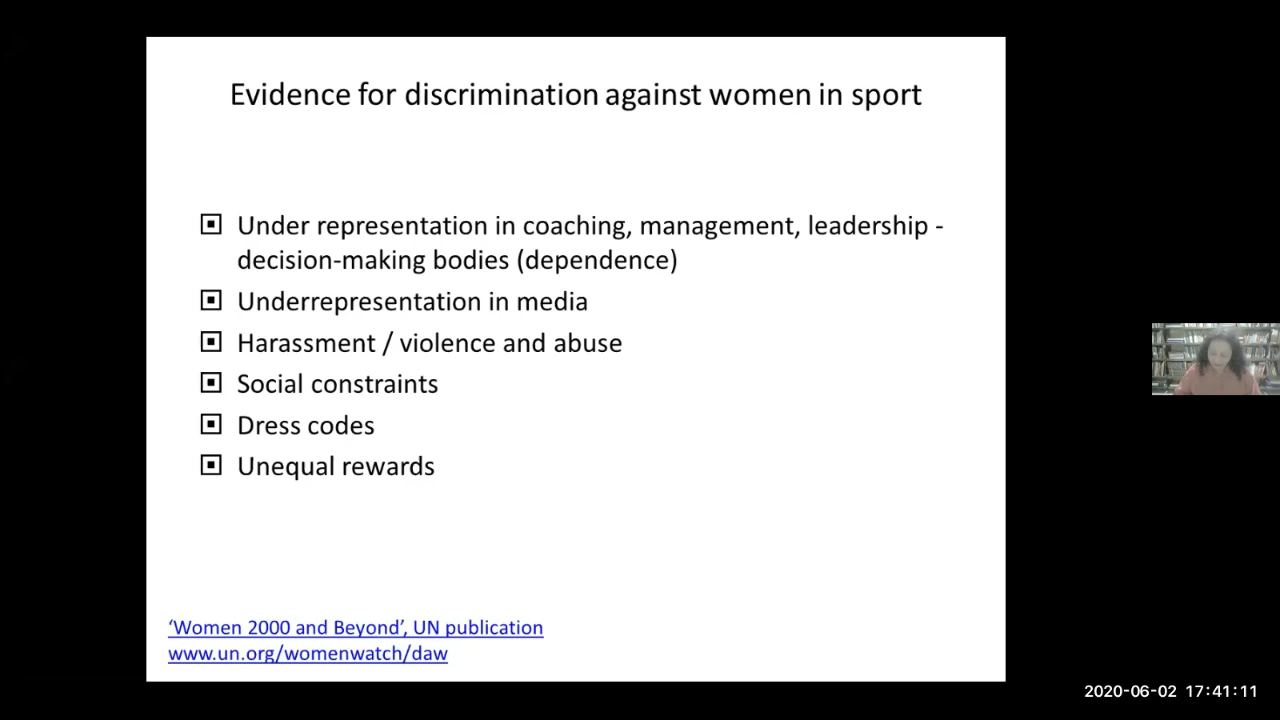 Evidence for discrimination against women in sport
Under representation in coaching, management, leadership -
decision-making bodies (dependence)
Underrepresentation in media
Harassment / violence and abuse
Social constraints
Dress codes
Unequal rewards
‘Women 2000 and Beyond’, UN publication
www.un.org/womenwatch/daw
2020-06-02 17:41:11